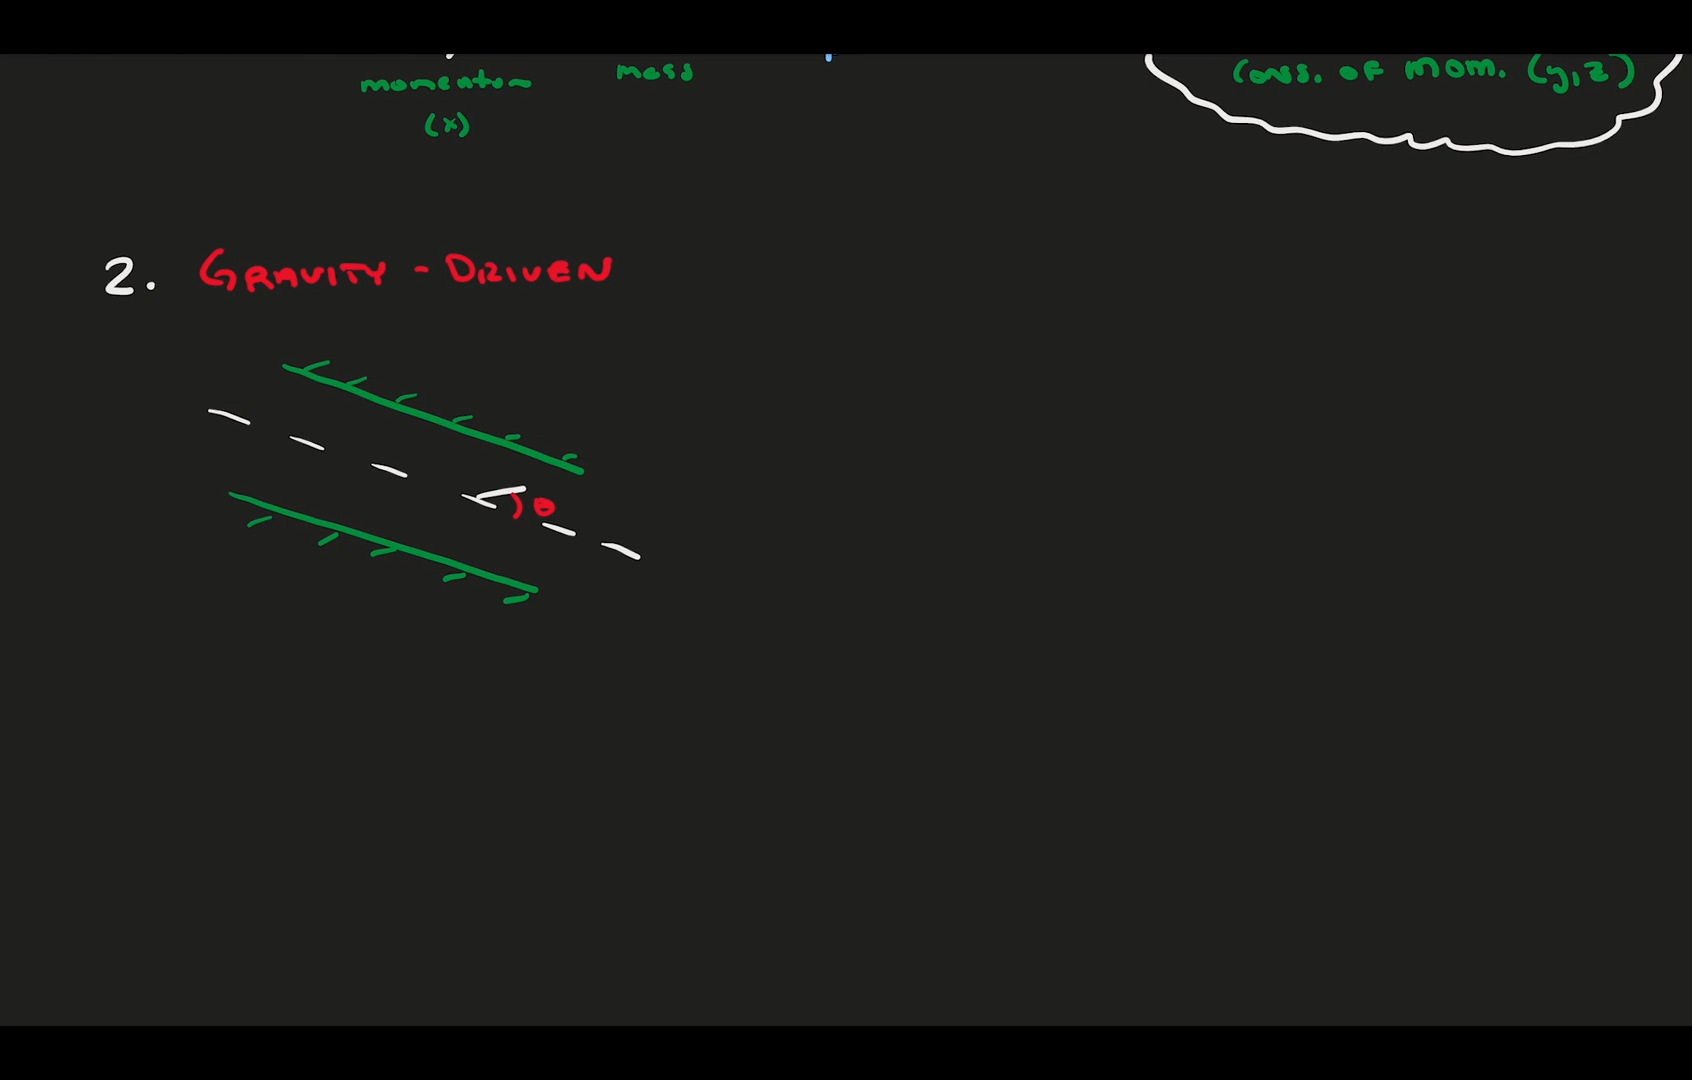 momentum mass
(x)
Cons. of mom. (y,z)
2. GRAVITY - DRIVEN
θ